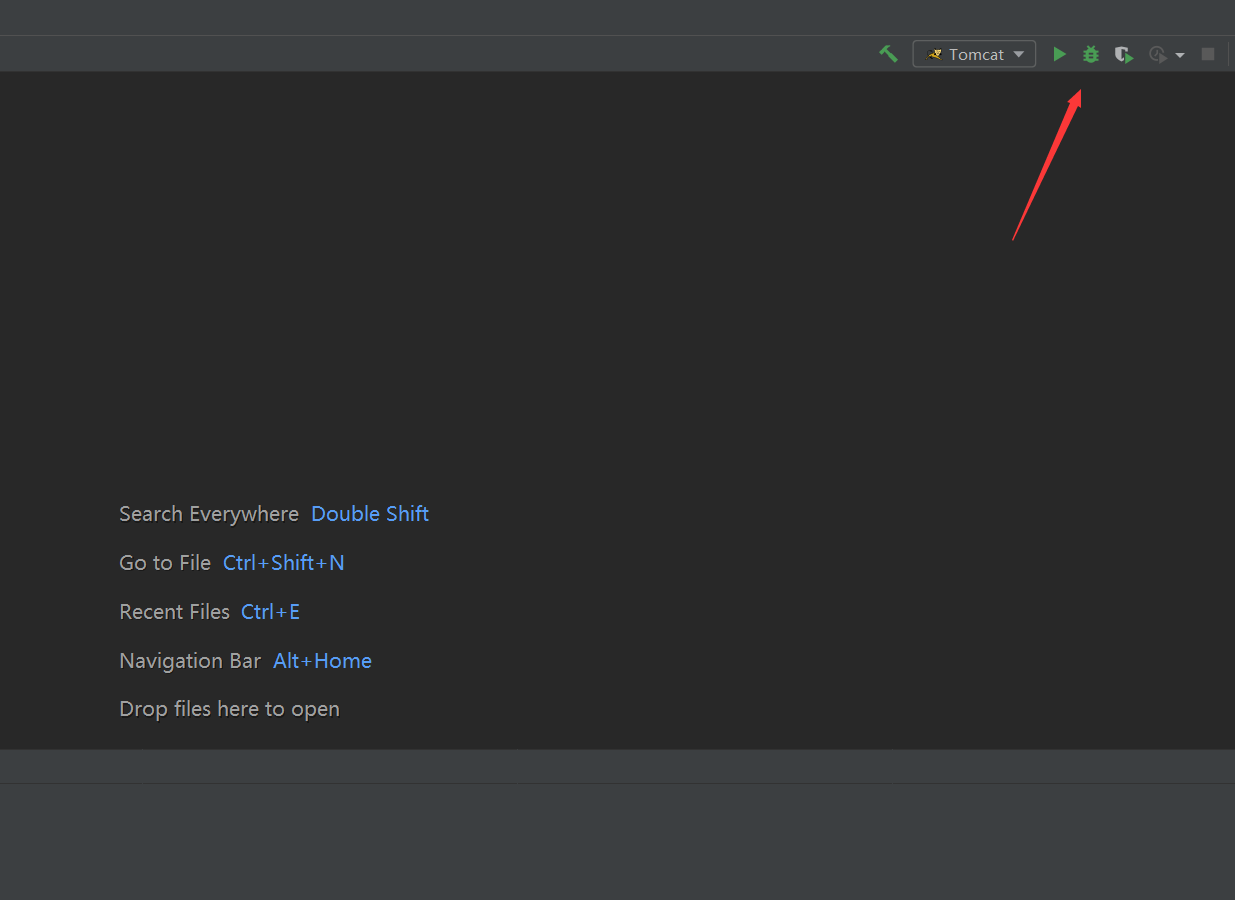 Tomcat
Search Everywhere Double Shift
Go to File Ctrl+Shift+N
Recent Files Ctrl+E
Navigation Bar Alt+Home
Drop files here to open